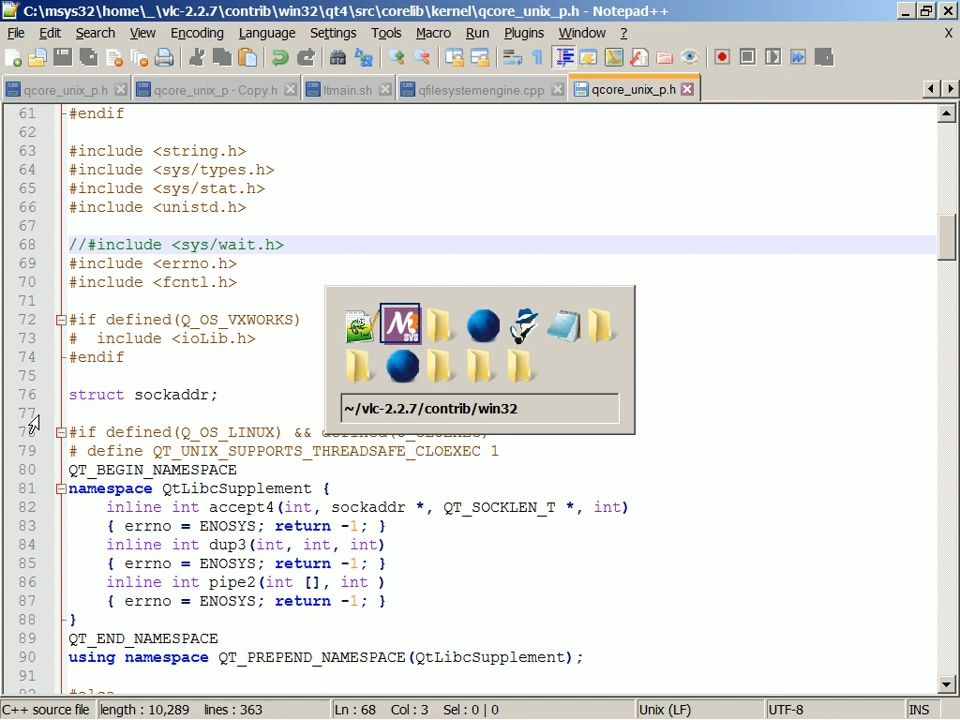 C:\msys32\home\_\vlc-2.2.7\contrib\win32\qt4\src\corelib\kernel\qcore_unix_p.h - Notepad++
File Edit Search View Encoding Language Settings Tools Macro Run Plugins Window ? X
qcore_unix_p.h qcore_unix_p - Copy.h ltmain.sh qfilesystemengine.cpp qcore_unix_p.h
61 #endif
62
63 #include <string.h>
64 #include <sys/types.h>
65 #include <sys/stat.h>
66 #include <unistd.h>
67
68 //#include <sys/wait.h>
69 #include <errno.h>
70 #include <fcntl.h>
71
72 #if defined(Q_OS_VXWORKS)
73 # include <ioLib.h>
74 #endif
75
76 struct sockaddr;
77
78 #if defined(Q_OS_LINUX) &&
79 # define QT_UNIX_SUPPORTS_THREADSAFE_CLOEXEC 1
80 QT_BEGIN_NAMESPACE
81 namespace QtLibcSupplement {
82 inline int accept4(int, sockaddr *, QT_SOCKLEN_T *, int)
83 { errno = ENOSYS; return -1; }
84 inline int dup3(int, int, int)
85 { errno = ENOSYS; return -1; }
86 inline int pipe2(int [], int )
87 { errno = ENOSYS; return -1; }
88 }
89 QT_END_NAMESPACE
90 using namespace QT_PREPEND_NAMESPACE(QtLibcSupplement);
91
#else
M SVG
~/vlc-2.2.7/contrib/win32
C++ source file length : 10,289 lines : 363 Ln : 68 Col : 3 Sel : 0 | 0 Unix (LF) UTF-8 INS